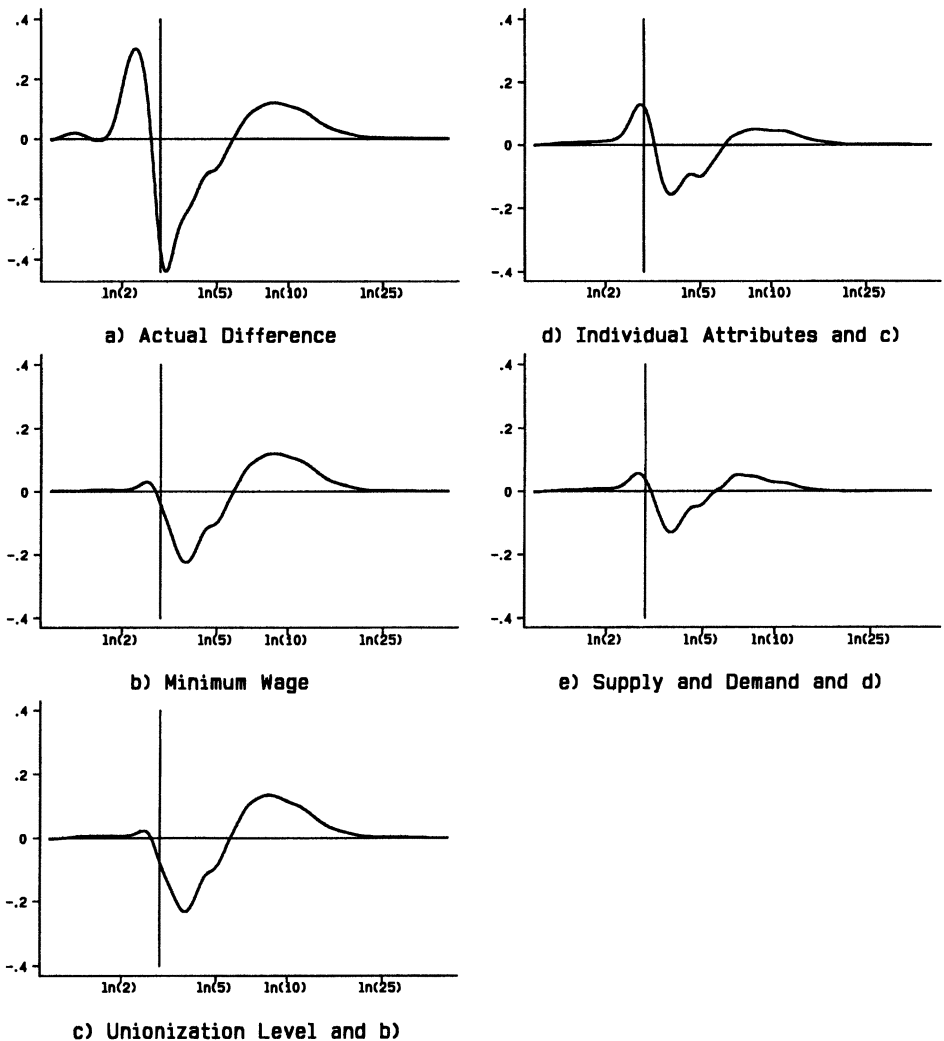 .4
.2
0
-.2
-.4
ln(2) ln(5) ln(10) ln(25)
a) Actual Difference
.4
.2
0
-.2
-.4
ln(2) ln(5) ln(10) ln(25)
b) Minimum Wage
.4
.2
0
-.2
-.4
ln(2) ln(5) ln(10) ln(25)
c) Unionization Level and b)
.4
.2
0
-.2
-.4
ln(2) ln(5) ln(10) ln(25)
d) Individual Attributes and c)
.4
.2
0
-.2
-.4
ln(2) ln(5) ln(10) ln(25)
e) Supply and Demand and d)